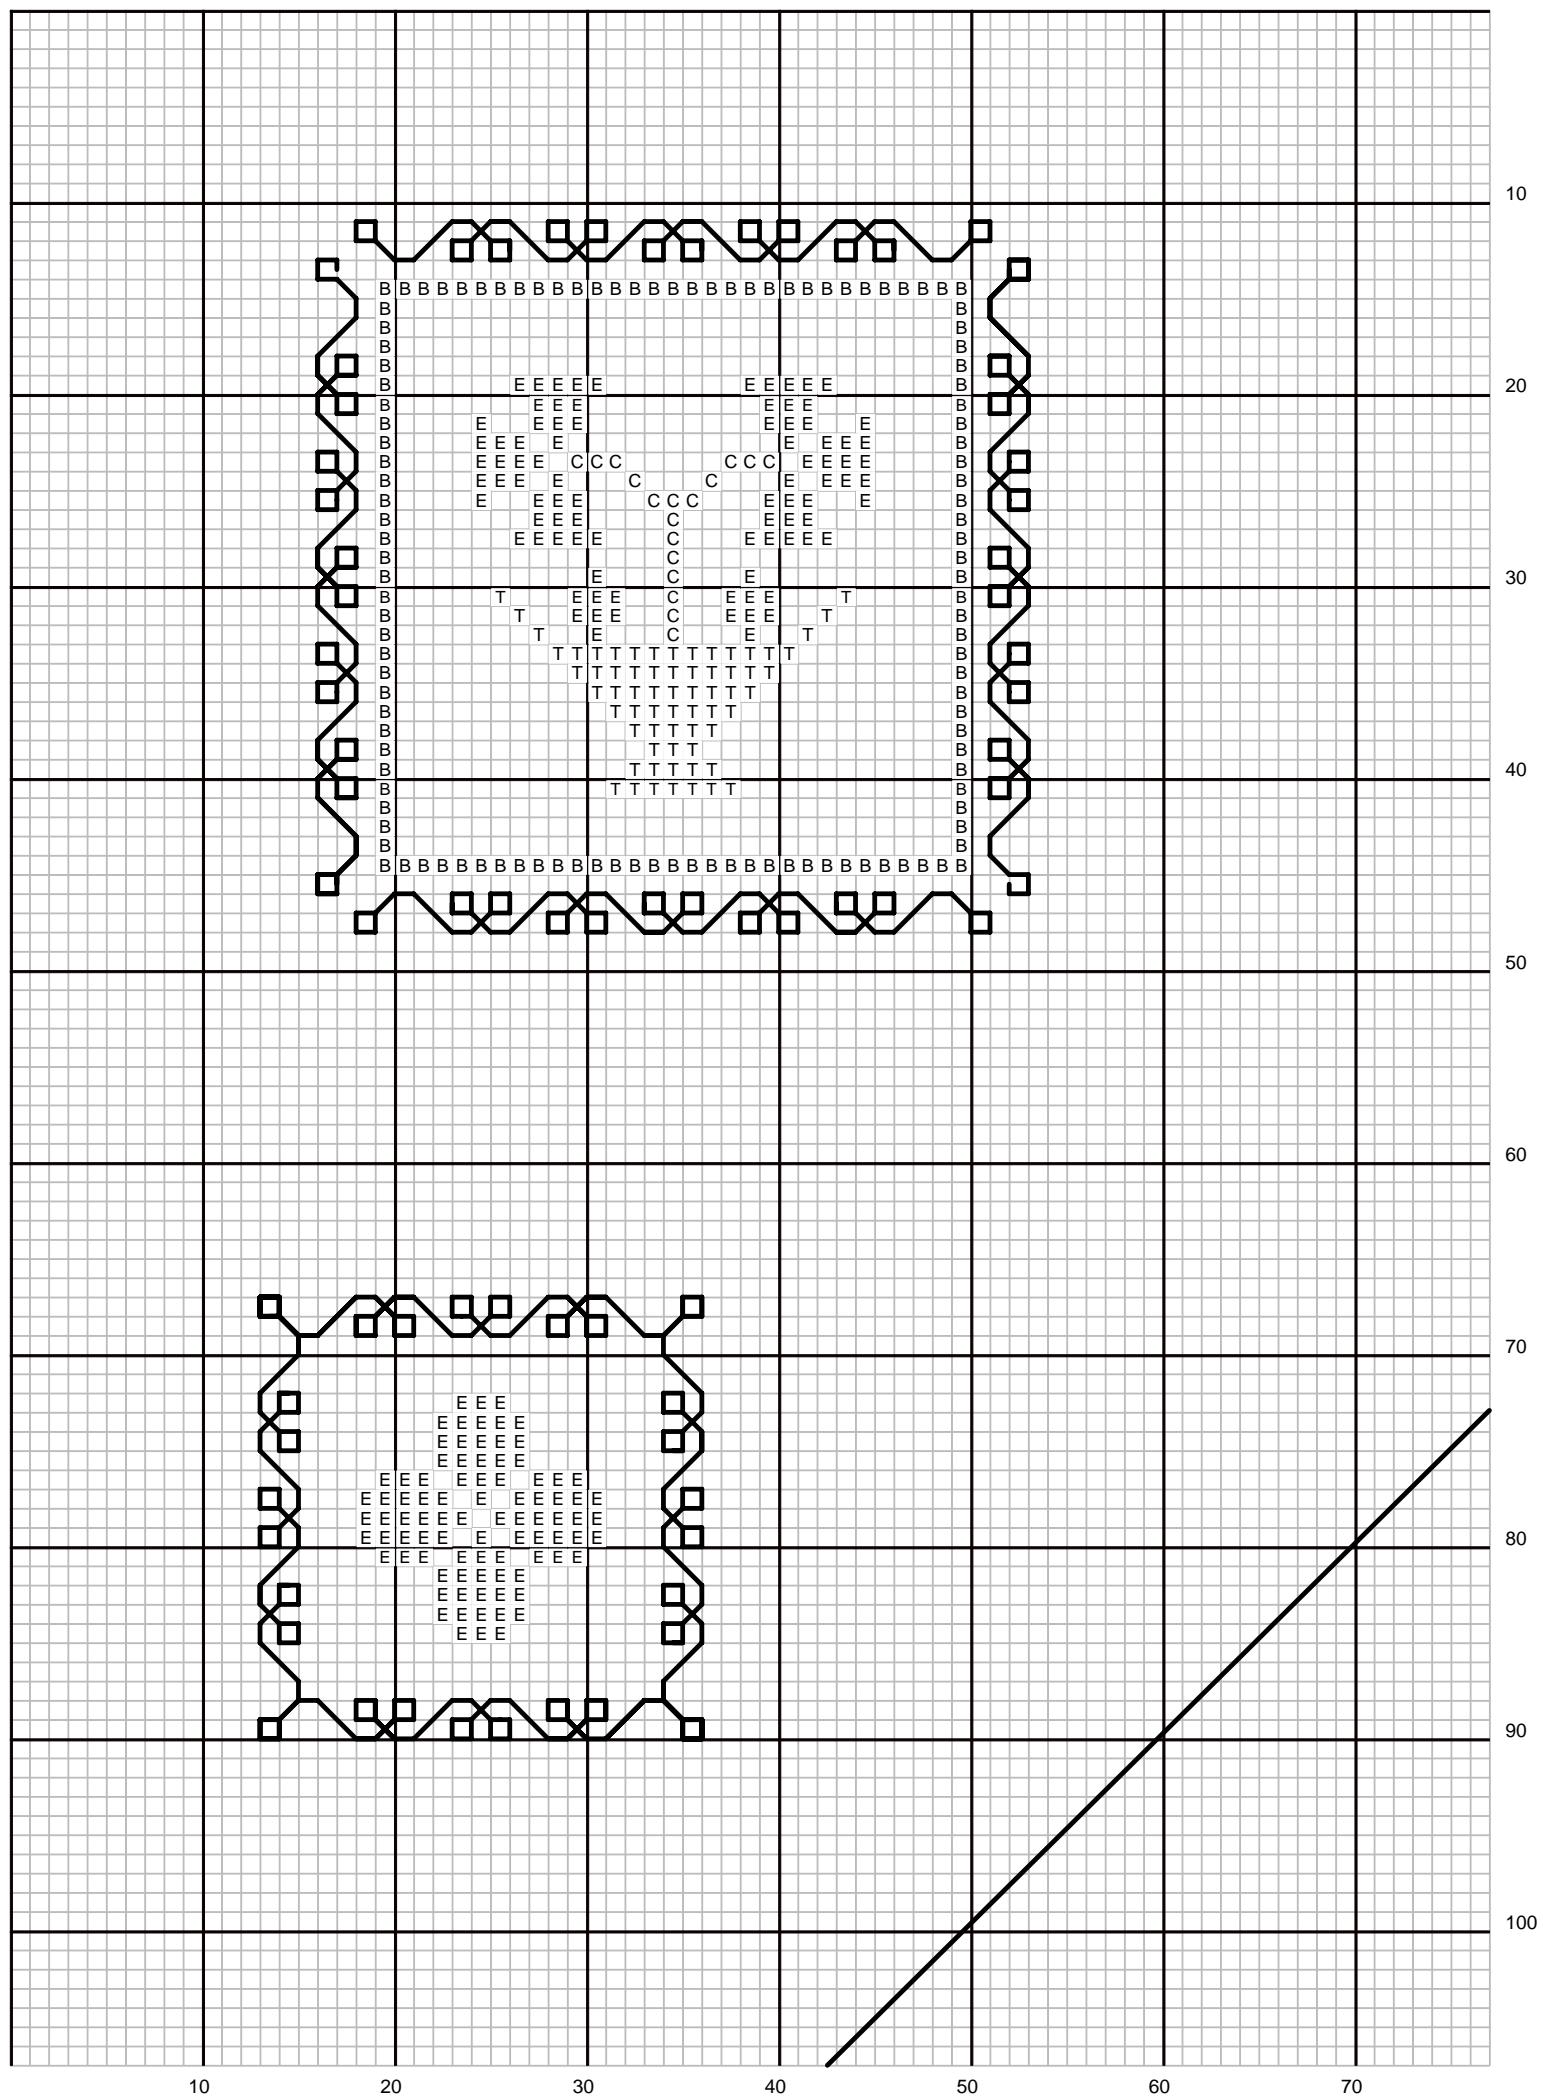 10
B B B B B B B B B B B B B B B B B B B B B B B B B B B B B B B
B B
B B
B B
B B
B E E E E E E E E E E B 20
B E E E E E E B
B E E E E E E E E B
B E E E E E E E E B
B E E E E C C C C C C E E E E B
B E E E E C C E E E E B
B E E E E C C C E E E E B
B E E E C E E E B
B E E E E E C E E E E E B
B C B
B E C E B 30
B T E E E C E E E T B
B T E E E C E E E T B
B T E C E T B
B T T T T T T T T T T T T T B
B T T T T T T T T T T T B
B T T T T T T T T T B
B T T T T T T T B
B T T T T T B
B T T T B
B T T T T T B 40
B T T T T T T T B
B B
B B
B B
B B B B B B B B B B B B B B B B B B B B B B B B B B B B B B B
50
60
70
E E E
E E E E E
E E E E E
E E E E E
E E E E E E E E E
E E E E E E E E E E E
E E E E E E E E E E E E
E E E E E E E E E E E 80
E E E E E E E E E
E E E E E
E E E E E
E E E E E
E E E
90
100
10 20 30 40 50 60 70